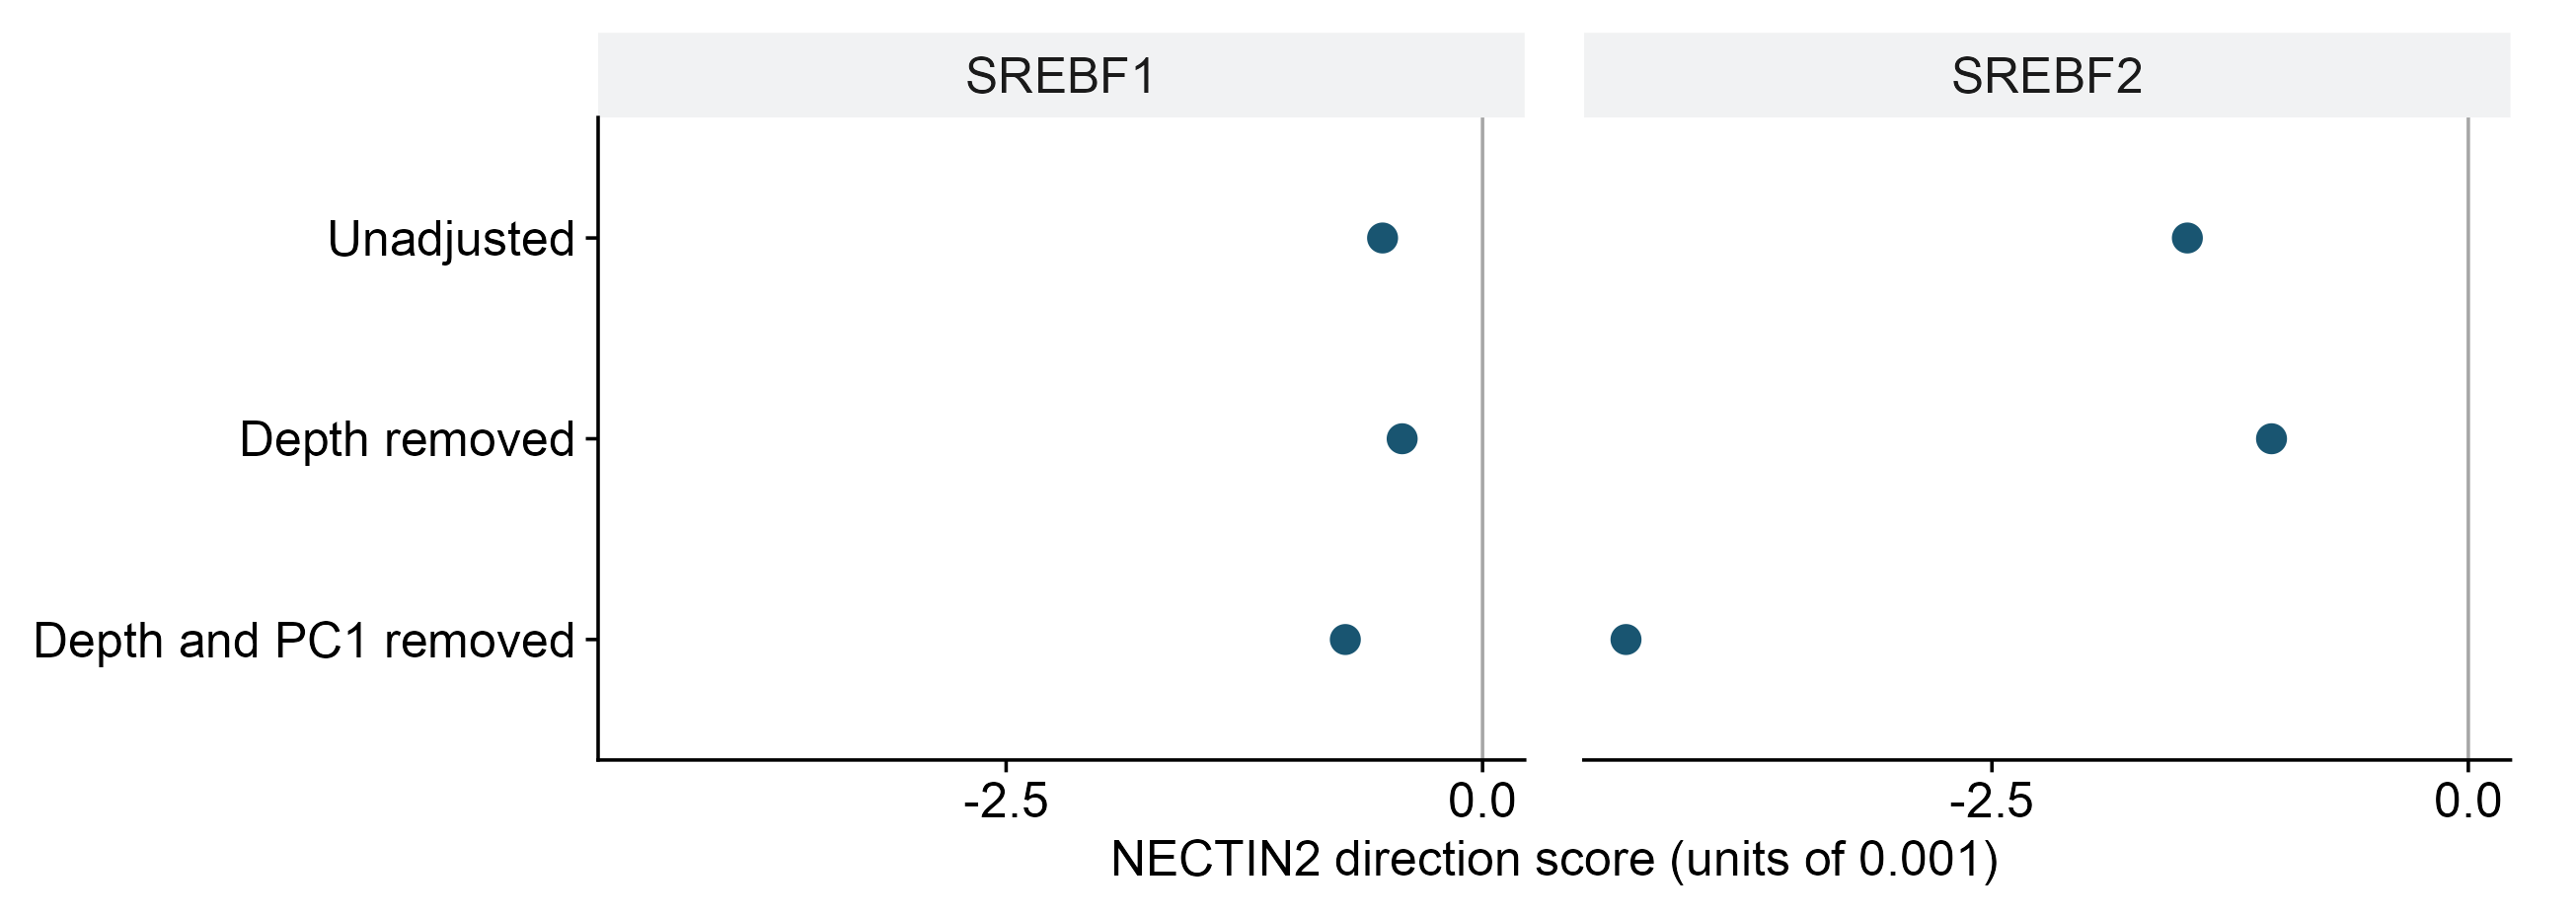 SREBF1
SREBF2
Unadjusted
Depth removed
Depth and PC1 removed
-2.5
0.0
-2.5
0.0
NECTIN2 direction score (units of 0.001)